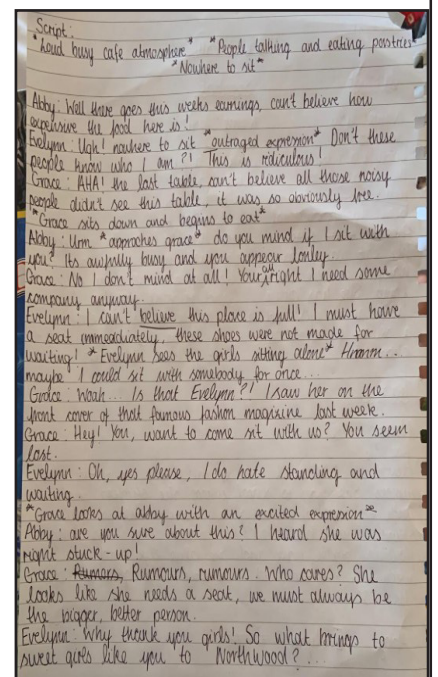 Script:
*Loud busy cafe atmosphere* *People talking and eating pastries*
*Nowhere to sit*
Abby: Well there goes this weeks earnings, can't believe how
expensive the food here is!
Evelynn: Ugh! nowhere to sit *outraged expression* Don't these
people know who I am?! This is ridiculous!
Grace: AHA! the last table, can't believe all those noisy
people didn't see this table, it was so obviously free.
*Grace sits down and begins to eat*
Abby: Um *approaches grace* do you mind if I sit with
you? Its awfully busy and you appear lonley.
Grace: No I don't mind at all! Your all right I need some
company anyway.
Evelynn: I can't believe this place is full! I must have
a seat immeadiately, these shoes were not made for
waiting! *Evelynn sees the girls sitting alone* Hmmm..
maybe I could sit with somebody for once...
Grace: Woah... Is that Evelynn?! I saw her on the
front cover of that famous fashon magixine last week.
Grace: Hey! You, want to come sit with us? You seem
lost.
Evelynn: Oh, yes please, I do hate standing and
waiting.
*Grace looks at abby with an excited expression*
Abby: are you sure about this? I heard she was
right stuck-up!
Grace: Rumors, Rumours, rumours. Who cares? She
looks like she needs a seat, we must always be
the bigger, better person.
Evelynn: Why thank you girls! So what brings to
sweet girls like you to Northwood?...